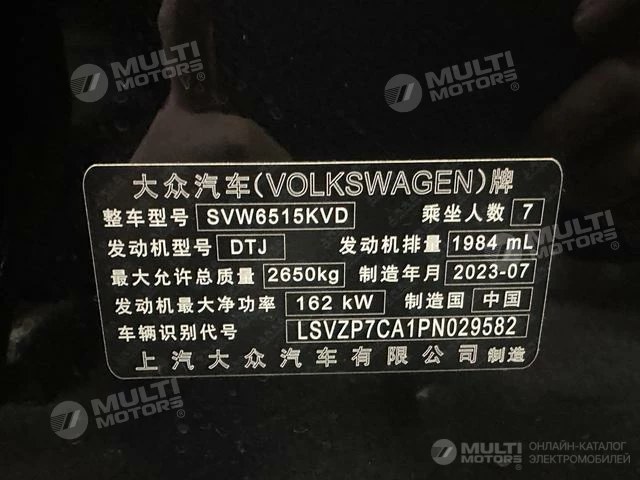 MULTI
MOTORS®
MULTI
MOTORS®
大众汽车(VOLKSWAGEN)牌
整车型号 SVW6515KVD 乘坐人数 7
发动机型号 DTJ 发动机排量 1984 mL
最大允许总质量 2650kg 制造年月 2023-07
发动机最大净功率 162 kW 制造国 中国
车辆识别代号 LSVZP7CA1PN029582
上汽大众汽车有限公司 制造
MULTI
MOTORS®
MULTI
MOTORS®
ОНЛАЙН-КАТАЛОГ
ЭЛЕКТРОМОБИЛЕЙ